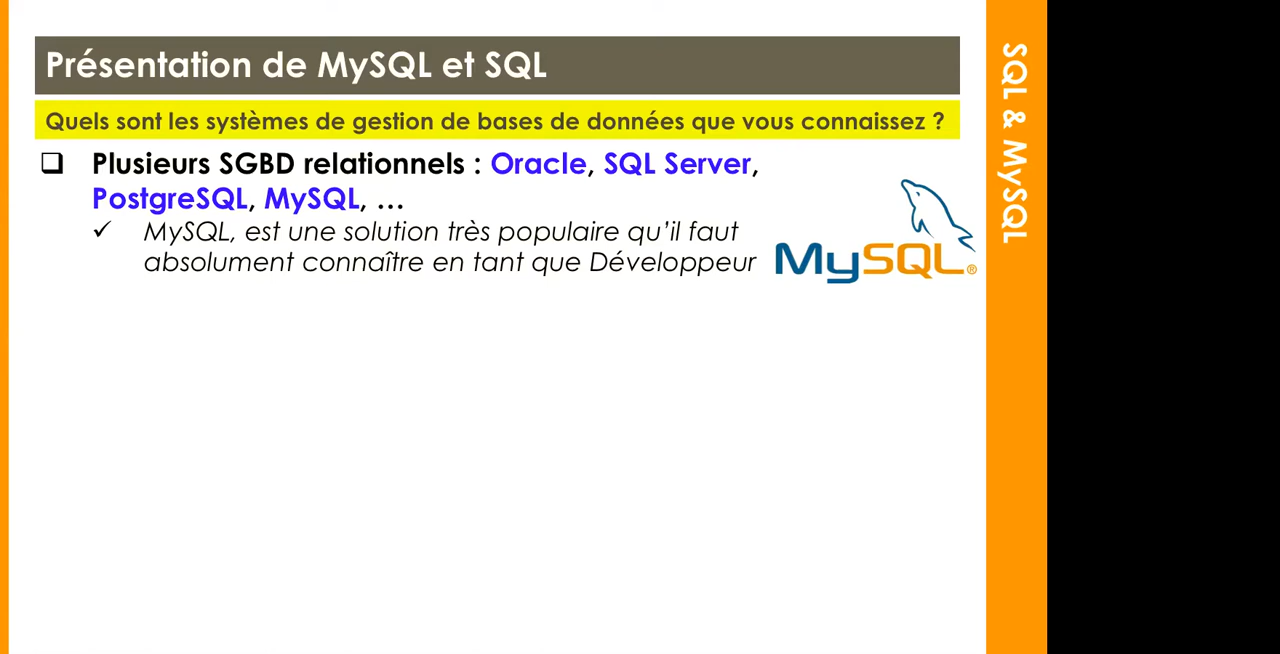 Présentation de MySQL et SQL
Quels sont les systèmes de gestion de bases de données que vous connaissez ?
❑ Plusieurs SGBD relationnels : Oracle, SQL Server,
PostgreSQL, MySQL, …
✓ MySQL, est une solution très populaire qu’il faut
absolument connaître en tant que Développeur
MySQL®
SQL & MySQL